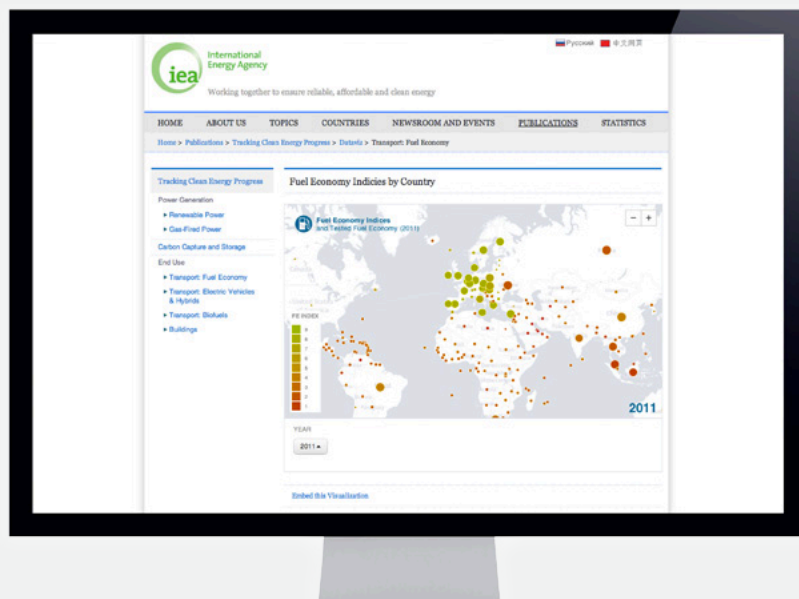 iea
International
Energy Agency
Working together to ensure reliable, affordable and clean energy
Русский
中文网页
HOME ABOUT US TOPICS COUNTRIES NEWSROOM AND EVENTS PUBLICATIONS STATISTICS
Home > Publications > Tracking Clean Energy Progress > Datavis > Transport: Fuel Economy
Tracking Clean Energy Progress
Power Generation
Renewable Power
Gas-Fired Power
Carbon Capture and Storage
End Use
Transport: Fuel Economy
Transport: Electric Vehicles
& Hybrids
Transport: Biofuels
Buildings
Fuel Economy Indicies by Country
Fuel Economy Indices
and Tested Fuel Economy (2011)
− +
FE INDEX
2011
YEAR
2011
Embed this Visualisation